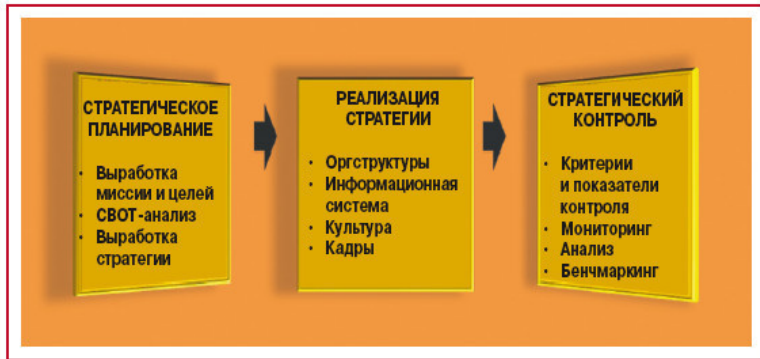 СТРАТЕГИЧЕСКОЕ
ПЛАНИРОВАНИЕ
• Выработка
миссии и целей
• СВОТ-анализ
• Выработка
стратегии
РЕАЛИЗАЦИЯ
СТРАТЕГИИ
• Оргструктуры
• Информационная
система
• Культура
• Кадры
СТРАТЕГИЧЕСКИЙ
КОНТРОЛЬ
• Критерии
и показатели
контроля
• Мониторинг
• Анализ
• Бенчмаркинг